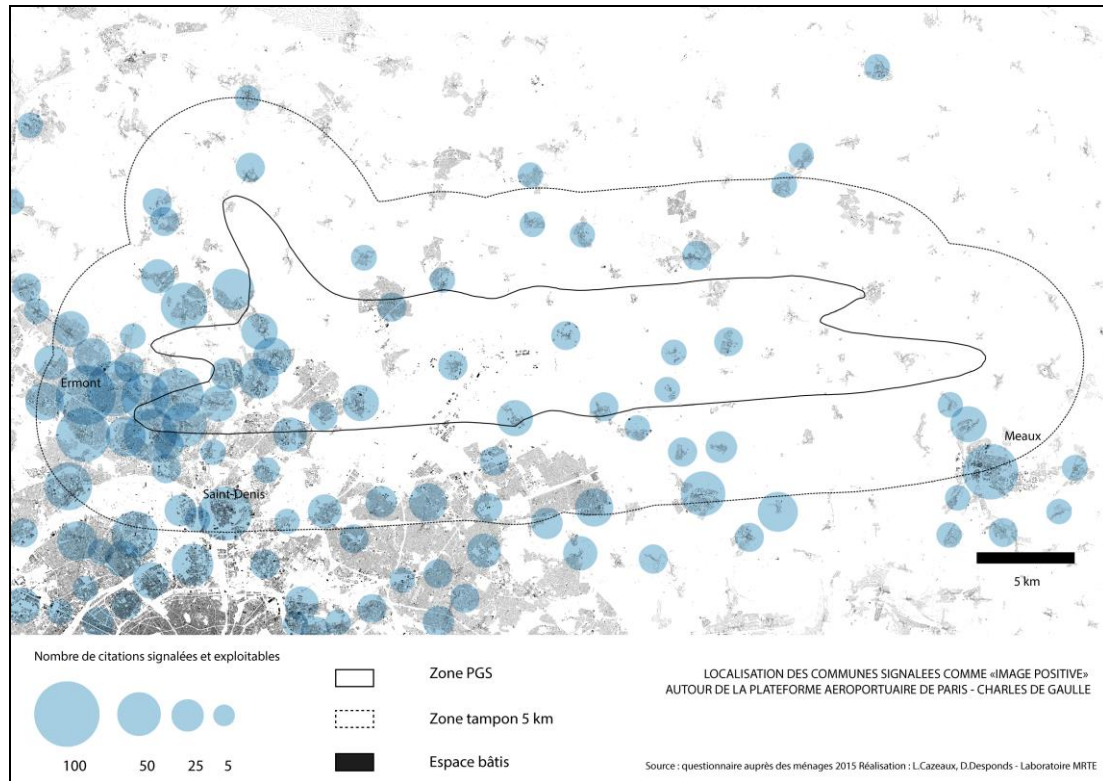 Ermont
Meaux
Saint-Denis
5 km
Nombre de citations signalées et exploitables
100 50 25 5
Zone PGS
Zone tampon 5 km
Espace bâtis
LOCALISATION DES COMMUNES SIGNALEES COMME «IMAGE POSITIVE»
AUTOUR DE LA PLATEFORME AEROPORTUAIRE DE PARIS - CHARLES DE GAULLE
Source : questionnaire auprès des ménages 2015 Réalisation : L.Cazeaux, D.Desponds - Laboratoire MRTE